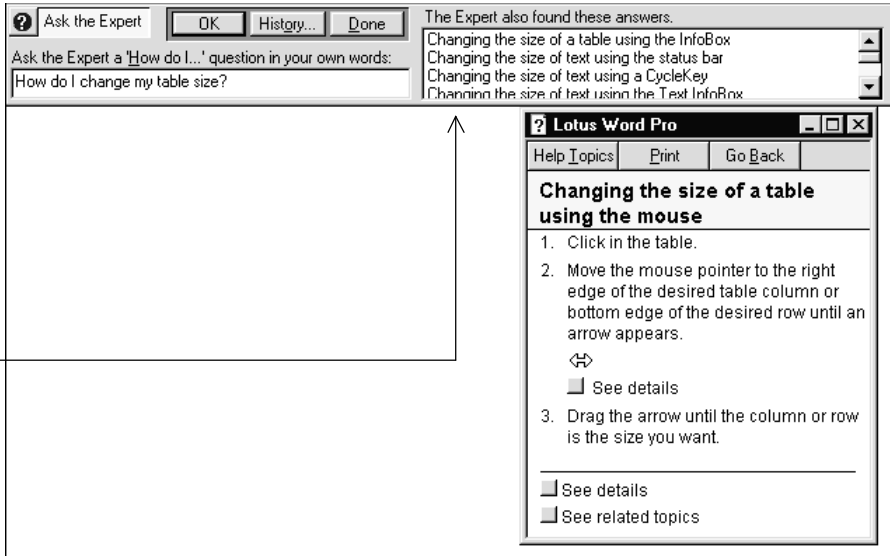 Ask the Expert
OK
History...
Done
Ask the Expert a 'How do I...' question in your own words:
How do I change my table size?
The Expert also found these answers.
Changing the size of a table using the InfoBox
Changing the size of text using the status bar
Changing the size of text using a CycleKey
Changing the size of text using the Text InfoBox
Lotus Word Pro
Help Topics
Print
Go Back
Changing the size of a table
using the mouse
1. Click in the table.
2. Move the mouse pointer to the right
edge of the desired table column or
bottom edge of the desired row until an
arrow appears.
See details
3. Drag the arrow until the column or row
is the size you want.
See details
See related topics